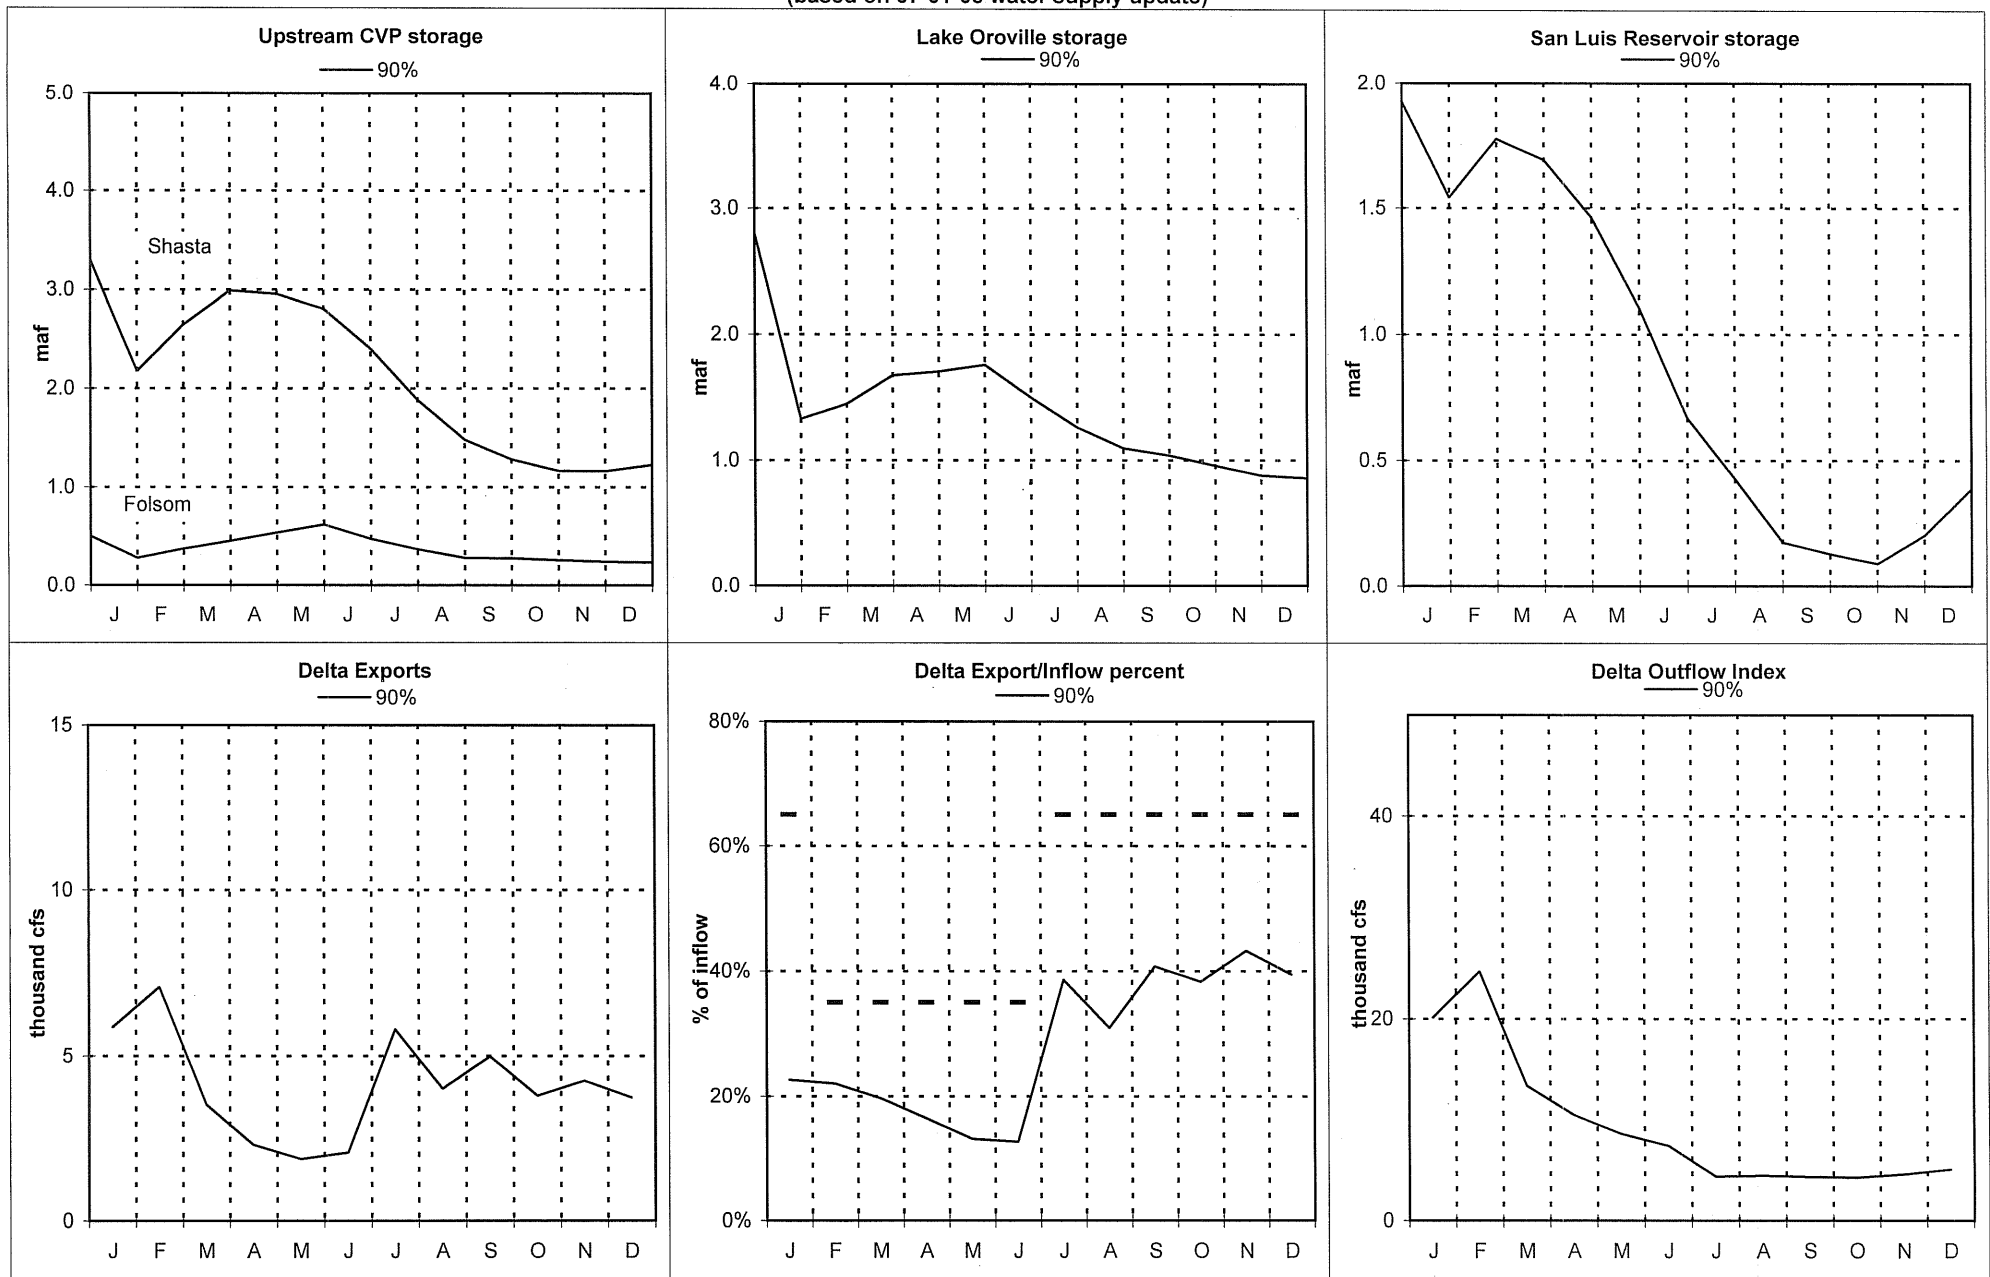 Upstream CVP storage
90%
5.0
4.0
3.0
2.0
1.0
0.0
maf
Shasta
Folsom
J F M A M J J A S O N D
Lake Oroville storage
90%
4.0
3.0
2.0
1.0
0.0
maf
J F M A M J J A S O N D
San Luis Reservoir storage
90%
2.0
1.5
1.0
0.5
0.0
maf
J F M A M J J A S O N D
Delta Exports
90%
15
10
5
0
thousand cfs
J F M A M J J A S O N D
Delta Export/Inflow percent
90%
80%
60%
40%
20%
0%
% of inflow
J F M A M J J A S O N D
Delta Outflow Index
90%
40
20
0
thousand cfs
J F M A M J J A S O N D